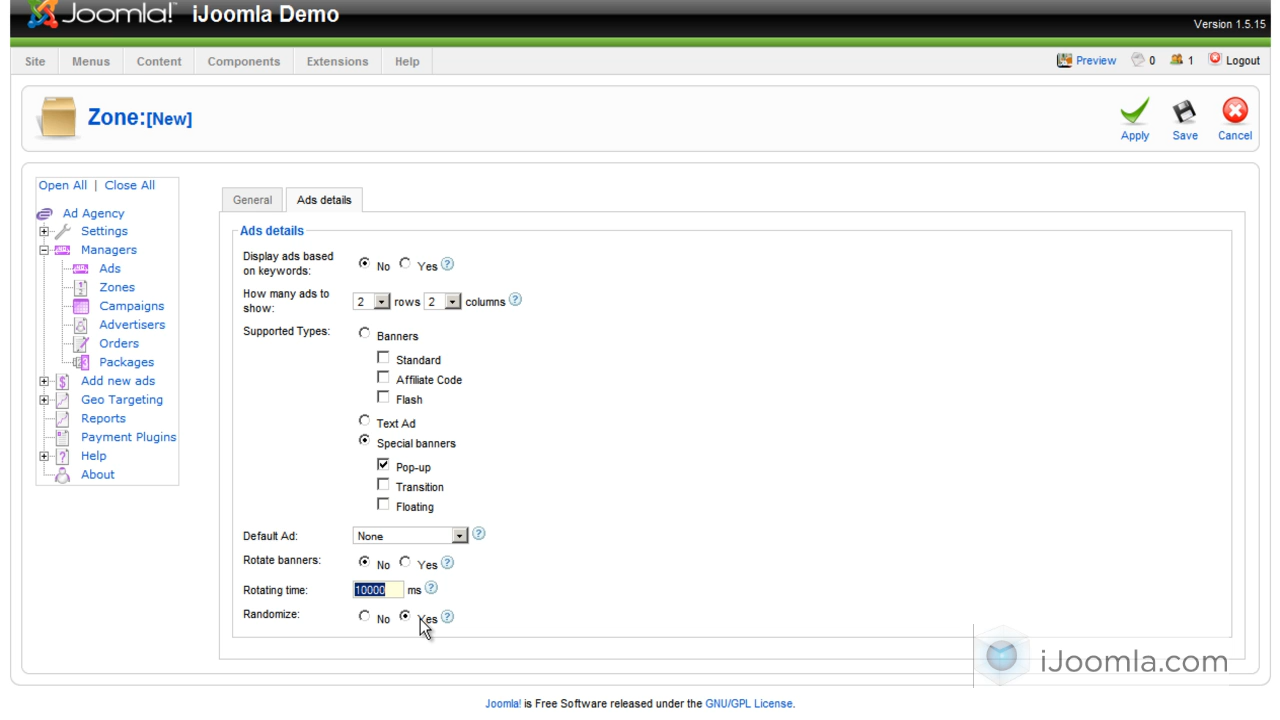 Joomla!™ iJoomla Demo
Version 1.5.15
Site Menus Content Components Extensions Help Preview 0 1 Logout
Zone:[New]
Apply Save Cancel
Open All | Close All
Ad Agency
Settings
Managers
Ads
Zones
Campaigns
Advertisers
Orders
Packages
Add new ads
Geo Targeting
Reports
Payment Plugins
Help
About
General Ads details
Ads details
Display ads based
on keywords: No Yes
How many ads to
show: 2 rows 2 columns
Supported Types: Banners
Standard
Affiliate Code
Flash
Text Ad
Special banners
Pop-up
Transition
Floating
Default Ad: None
Rotate banners: No Yes
Rotating time: 10000 ms
Randomize: No Yes
iJoomla.com
Joomla! is Free Software released under the GNU/GPL License.